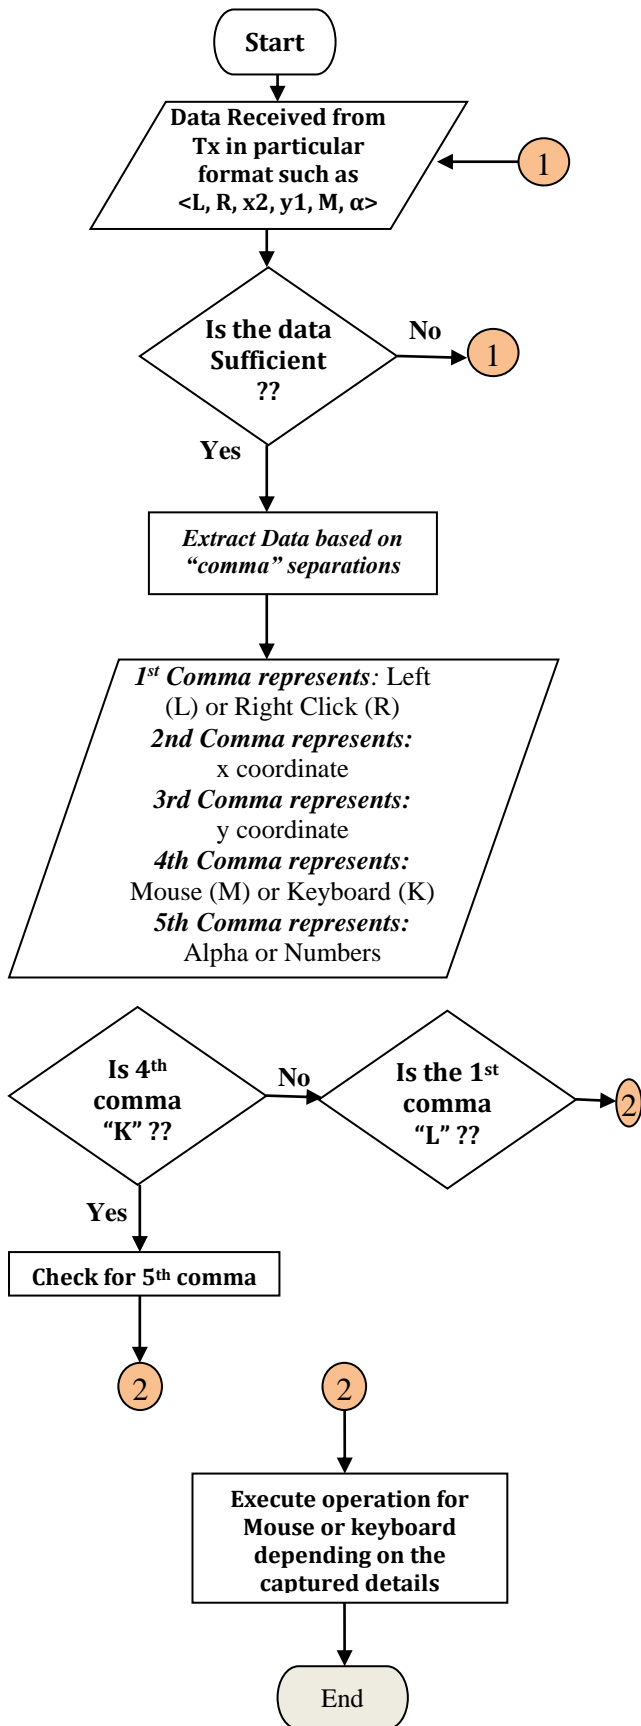 Start
Data Received from
Tx in particular
format such as
<L, R, x2, y1, M, α>
1
Is the data
Sufficient
??
No
1
Yes
Extract Data based on
“comma” separations
1st Comma represents: Left
(L) or Right Click (R)
2nd Comma represents:
x coordinate
3rd Comma represents:
y coordinate
4th Comma represents:
Mouse (M) or Keyboard (K)
5th Comma represents:
Alpha or Numbers
Is 4th
comma
“K” ??
No
Is the 1st
comma
“L” ??
2
Yes
Check for 5th comma
2
2
Execute operation for
Mouse or keyboard
depending on the
captured details
End